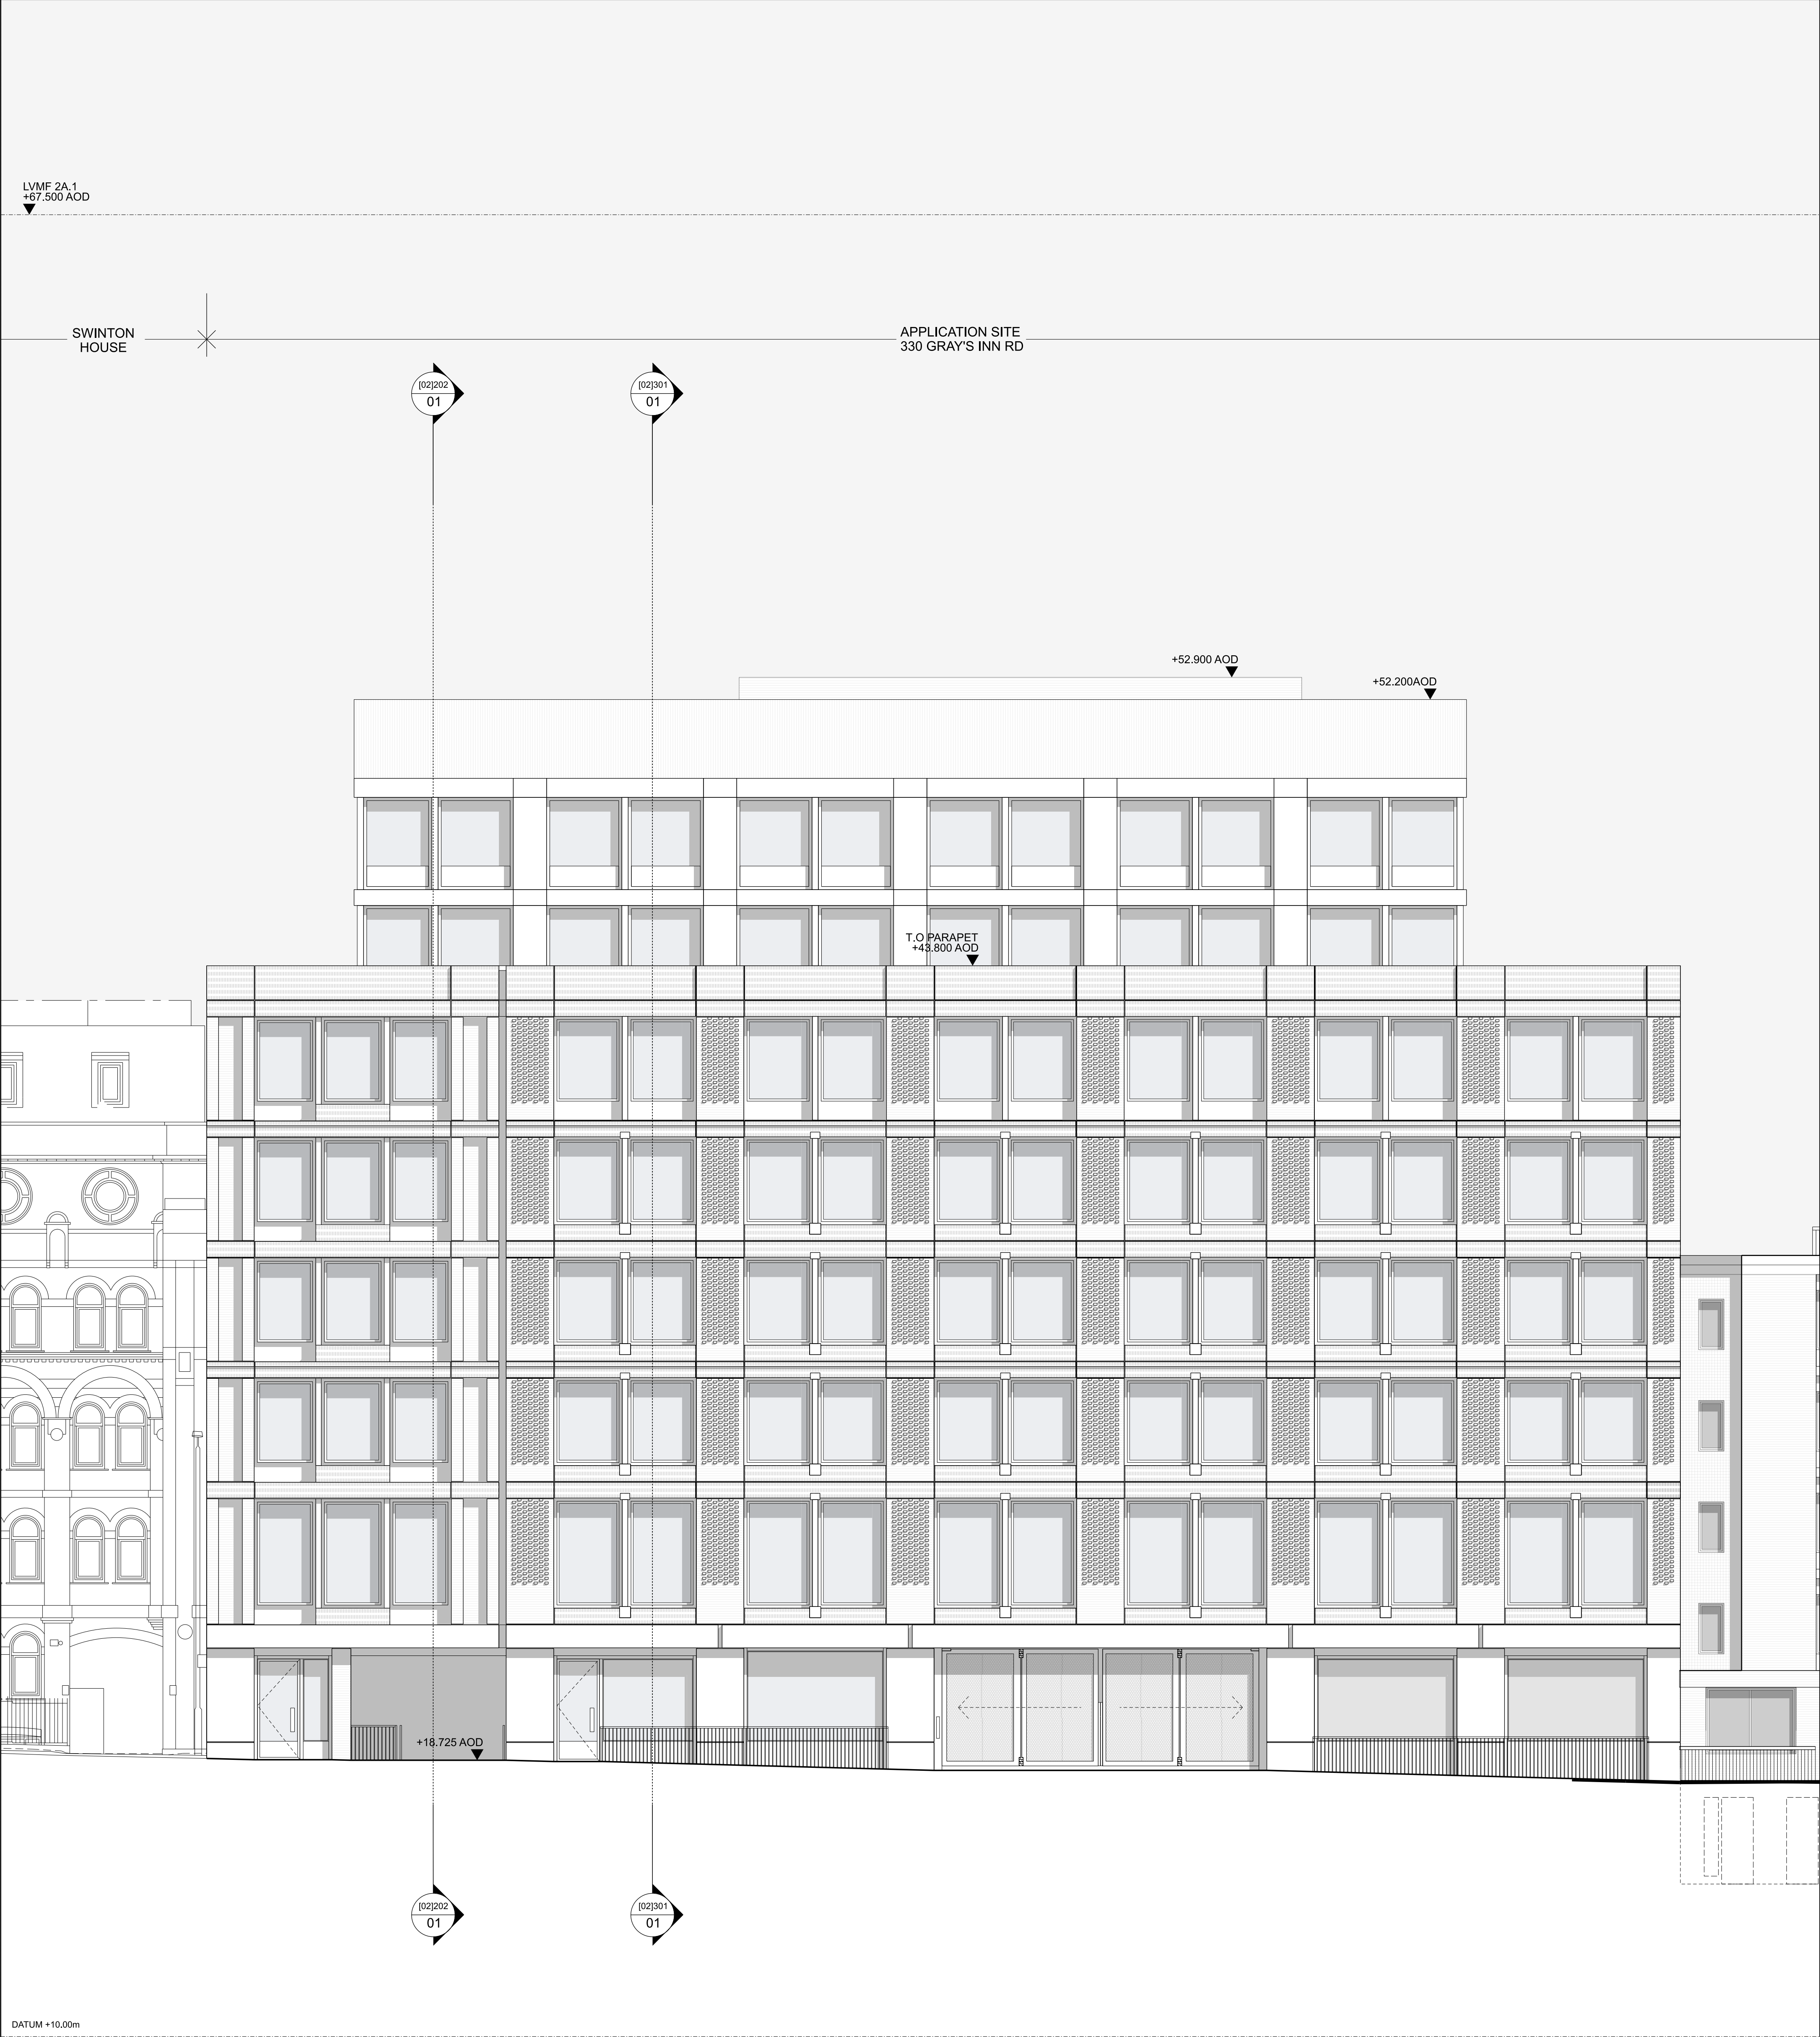 LVMF 2A.1
+67.500 AOD
SWINTON
HOUSE
APPLICATION SITE
330 GRAY'S INN RD
[02]202
01
[02]301
01
+52.900 AOD
+52.200AOD
T.O PARAPET
+43.800 AOD
+18.725 AOD
[02]202
01
[02]301
01
DATUM +10.00m